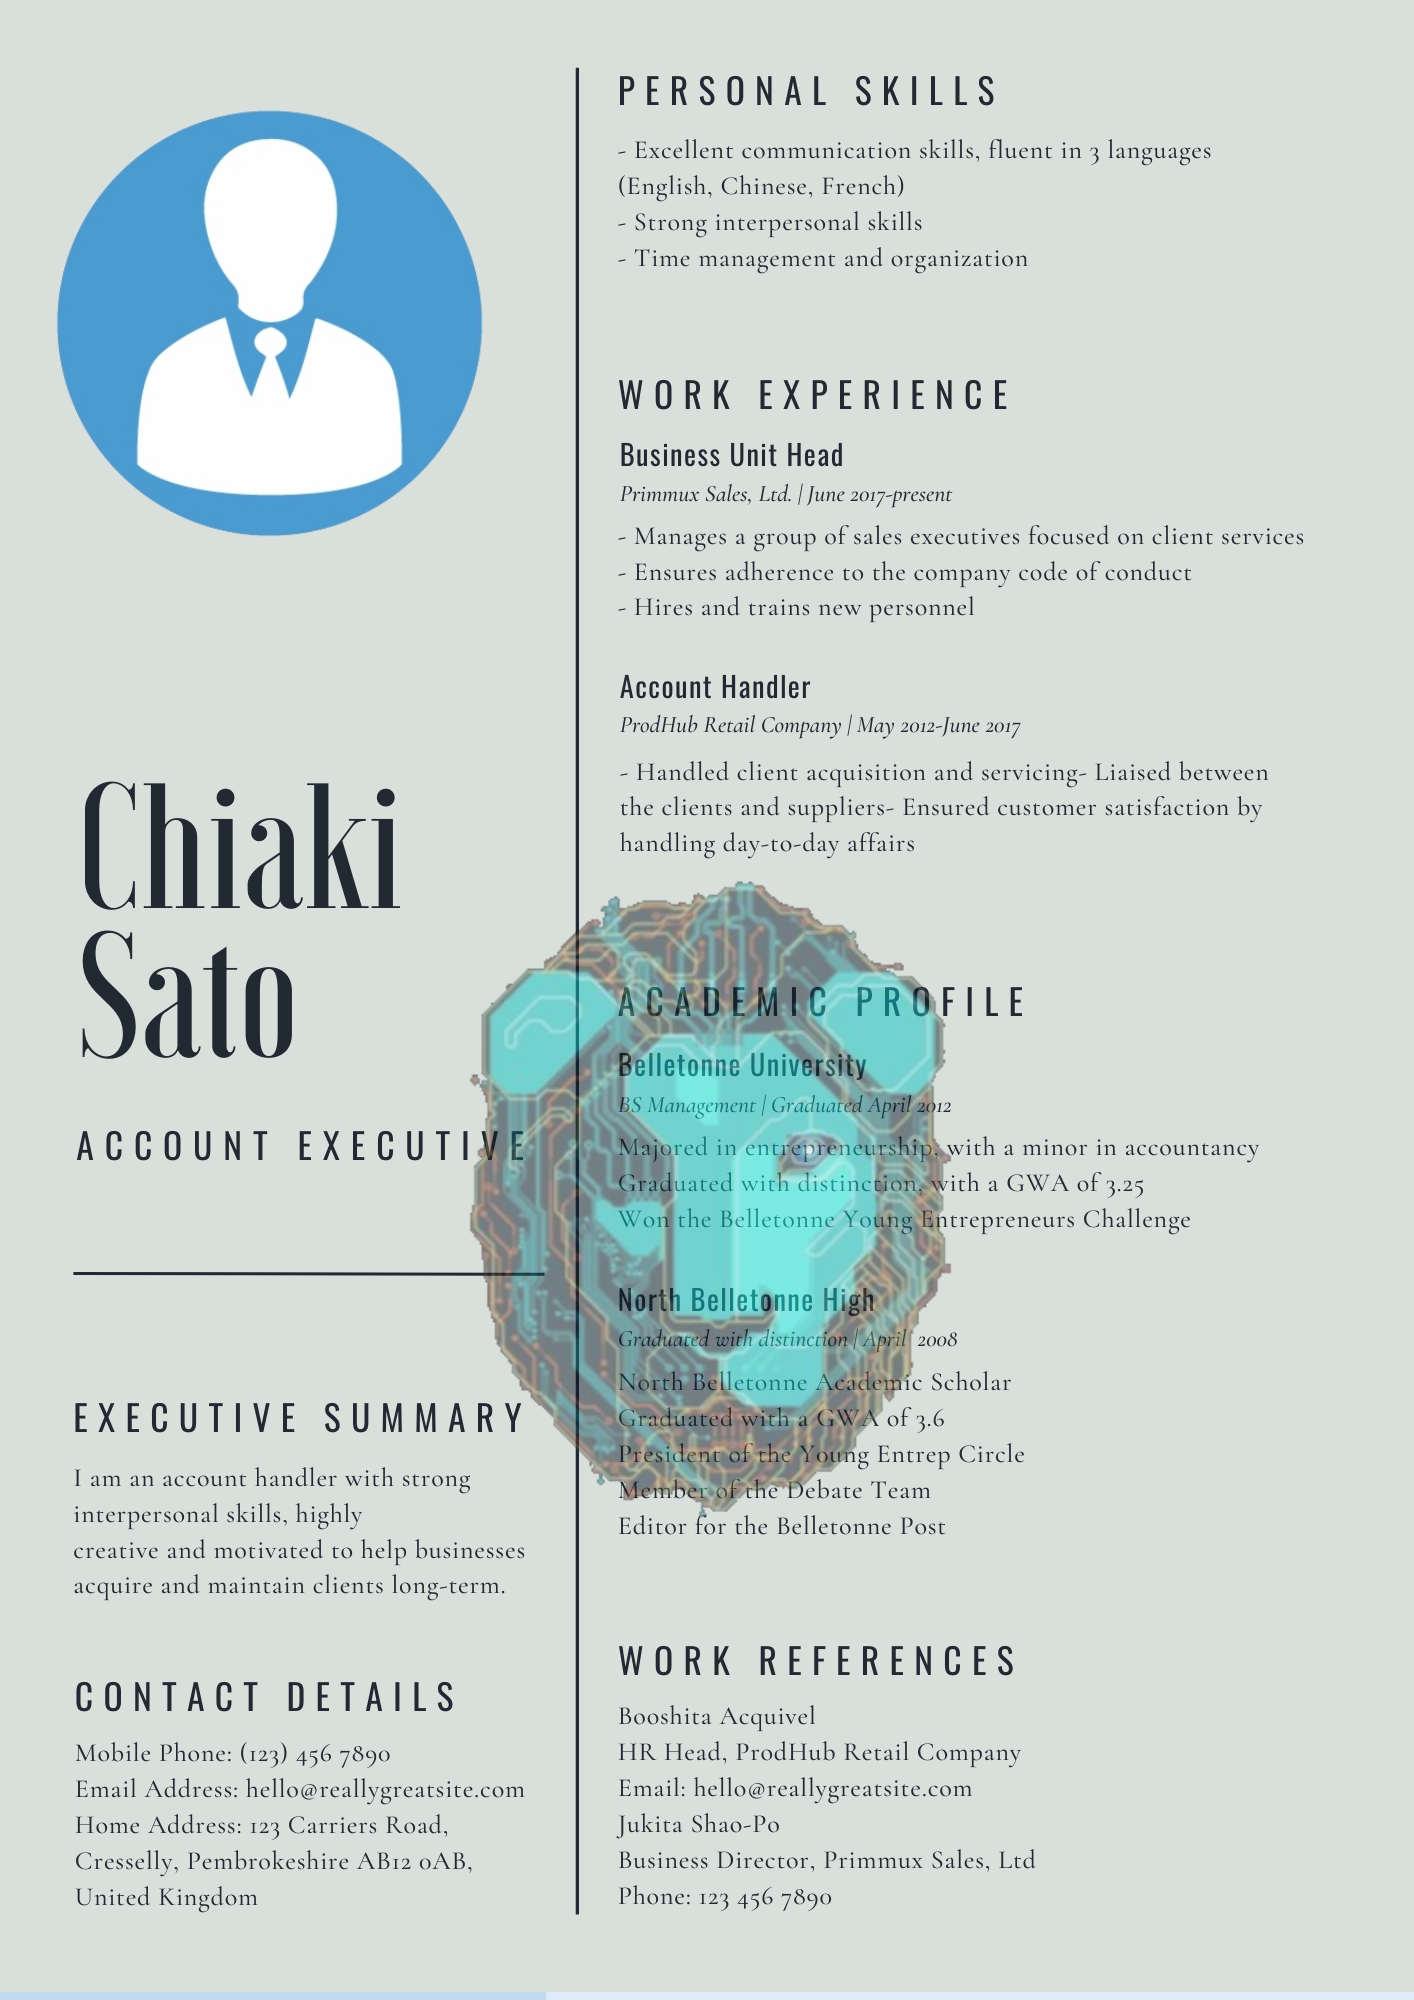 Chiaki
Sato
ACCOUNT EXECUTIVE
EXECUTIVE SUMMARY
I am an account handler with strong
interpersonal skills, highly
creative and motivated to help businesses
acquire and maintain clients long-term.
CONTACT DETAILS
Mobile Phone: (123) 456 7890
Email Address: hello@reallygreatsite.com
Home Address: 123 Carriers Road,
Cresselly, Pembrokeshire AB12 0AB,
United Kingdom
PERSONAL SKILLS
- Excellent communication skills, fluent in 3 languages
(English, Chinese, French)
- Strong interpersonal skills
- Time management and organization
WORK EXPERIENCE
Business Unit Head
Primmux Sales, Ltd. | June 2017-present
- Manages a group of sales executives focused on client services
- Ensures adherence to the company code of conduct
- Hires and trains new personnel
Account Handler
ProdHub Retail Company | May 2012-June 2017
- Handled client acquisition and servicing- Liaised between
the clients and suppliers- Ensured customer satisfaction by
handling day-to-day affairs
ACADEMIC PROFILE
Belletonne University
BS Management | Graduated April 2012
Majored in entrepreneurship, with a minor in accountancy
Graduated with distinction, with a GWA of 3.25
Won the Belletonne Young Entrepreneurs Challenge
North Belletonne High
Graduated with distinction | April 2008
North Belletonne Academic Scholar
Graduated with a GWA of 3.6
President of the Young Entrep Circle
Member of the Debate Team
Editor for the Belletonne Post
WORK REFERENCES
Booshita Acquivel
HR Head, ProdHub Retail Company
Email: hello@reallygreatsite.com
Jukita Shao-Po
Business Director, Primmux Sales, Ltd
Phone: 123 456 7890